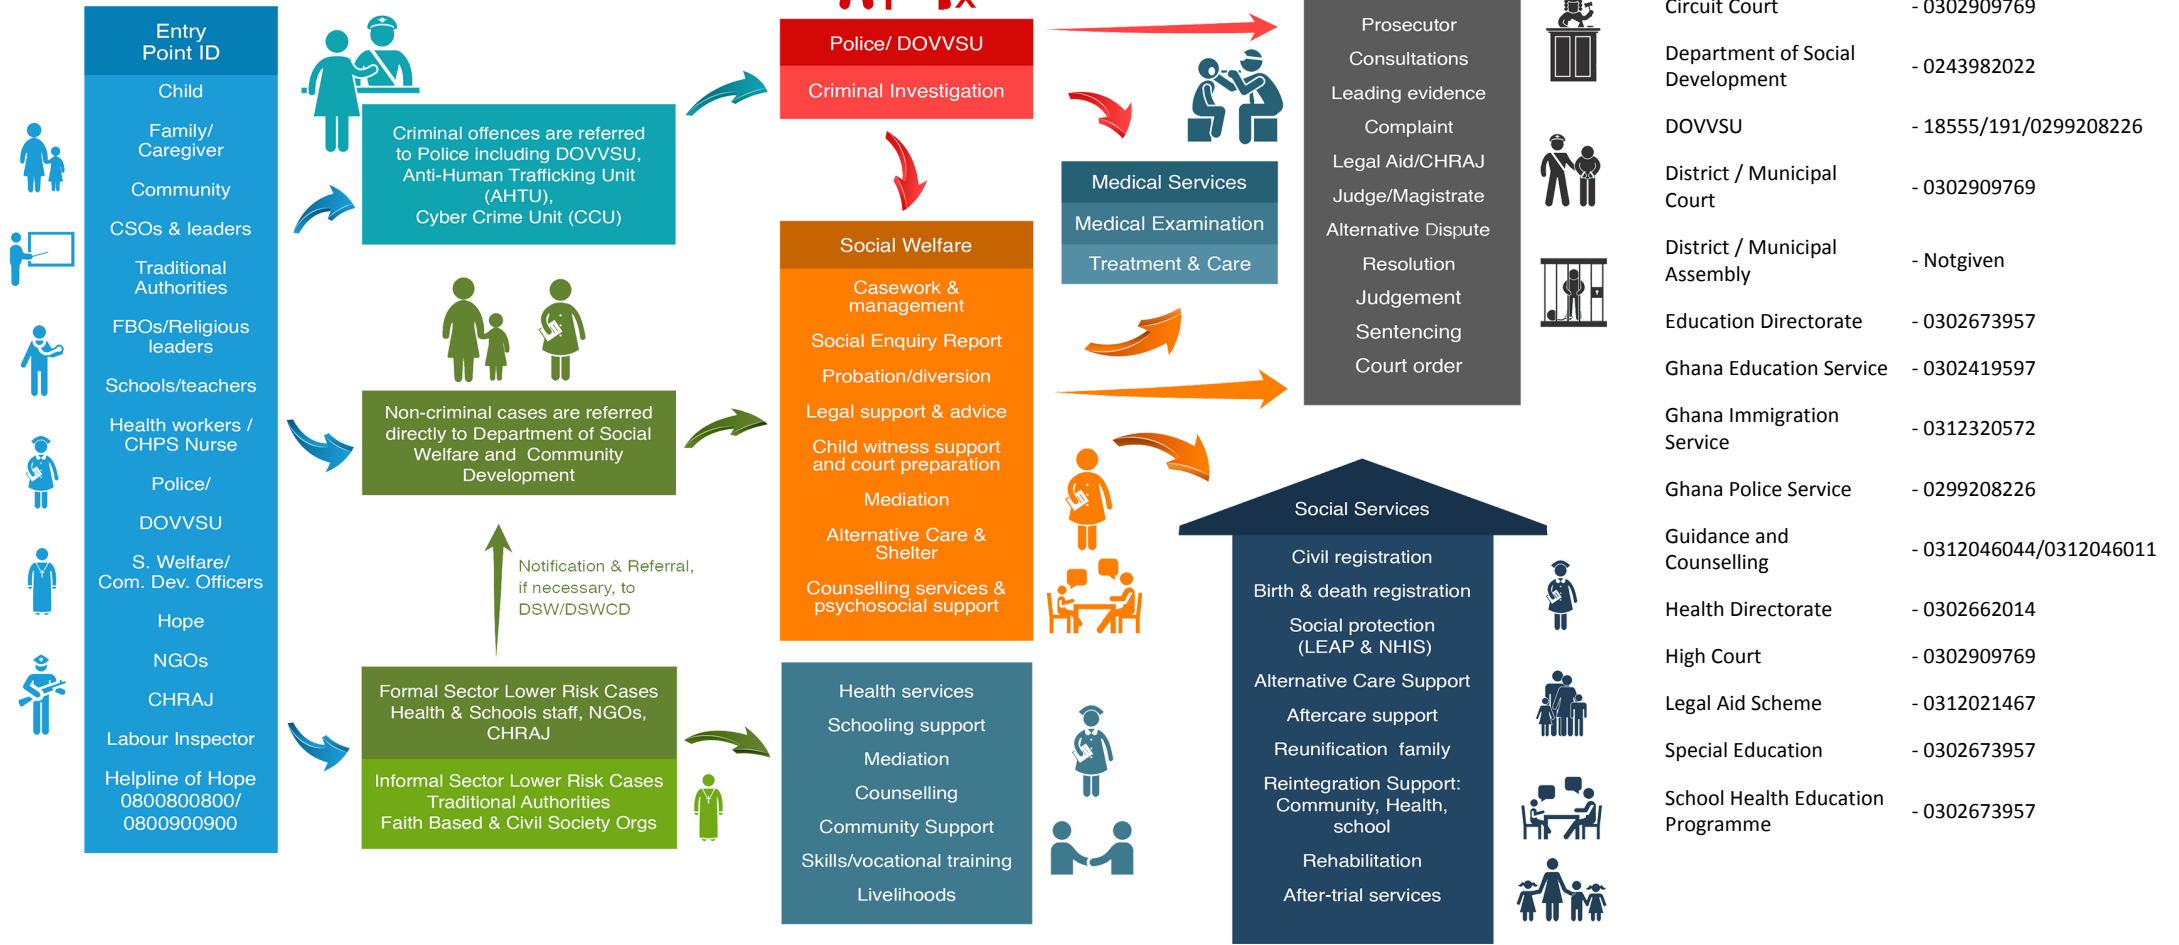 Entry
Point ID
Child
Family/
Caregiver
Community
CSOs & leaders
Traditional
Authorities
FBOs/Religious
leaders
Schools/teachers
Health workers /
CHPS Nurse
Police/
DOVVSU
S. Welfare/
Com. Dev. Officers
Hope
NGOs
CHRAJ
Labour Inspector
Helpline of Hope
0800800800/
0800900900
Criminal offences are referred
to Police including DOVVSU,
Anti-Human Trafficking Unit
(AHTU),
Cyber Crime Unit (CCU)
Non-criminal cases are referred
directly to Department of Social
Welfare and Community
Development
Notification & Referral,
if necessary, to
DSW/DSWCD
Formal Sector Lower Risk Cases
Health & Schools staff, NGOs,
CHRAJ
Informal Sector Lower Risk Cases
Traditional Authorities
Faith Based & Civil Society Orgs
Police/ DOVVSU
Criminal Investigation
Social Welfare
Casework &
management
Social Enquiry Report
Probation/diversion
Legal support & advice
Child witness support
and court preparation
Mediation
Alternative Care &
Shelter
Counselling services &
psychosocial support
Health services
Schooling support
Mediation
Counselling
Community Support
Skills/vocational training
Livelihoods
Medical Services
Medical Examination
Treatment & Care
Prosecutor
Consultations
Leading evidence
Complaint
Legal Aid/CHRAJ
Judge/Magistrate
Alternative Dispute
Resolution
Judgement
Sentencing
Court order
Social Services
Civil registration
Birth & death registration
Social protection
(LEAP & NHIS)
Alternative Care Support
Aftercare support
Reunification family
Reintegration Support:
Community, Health,
school
Rehabilitation
After-trial services
Circuit Court - 0302909769
Department of Social
Development - 0243982022
DOVVSU - 18555/191/0299208226
District / Municipal
Court - 0302909769
District / Municipal
Assembly - Notgiven
Education Directorate - 0302673957
Ghana Education Service - 0302419597
Ghana Immigration
Service - 0312320572
Ghana Police Service - 0299208226
Guidance and
Counselling - 0312046044/0312046011
Health Directorate - 0302662014
High Court - 0302909769
Legal Aid Scheme - 0312021467
Special Education - 0302673957
School Health Education
Programme - 0302673957